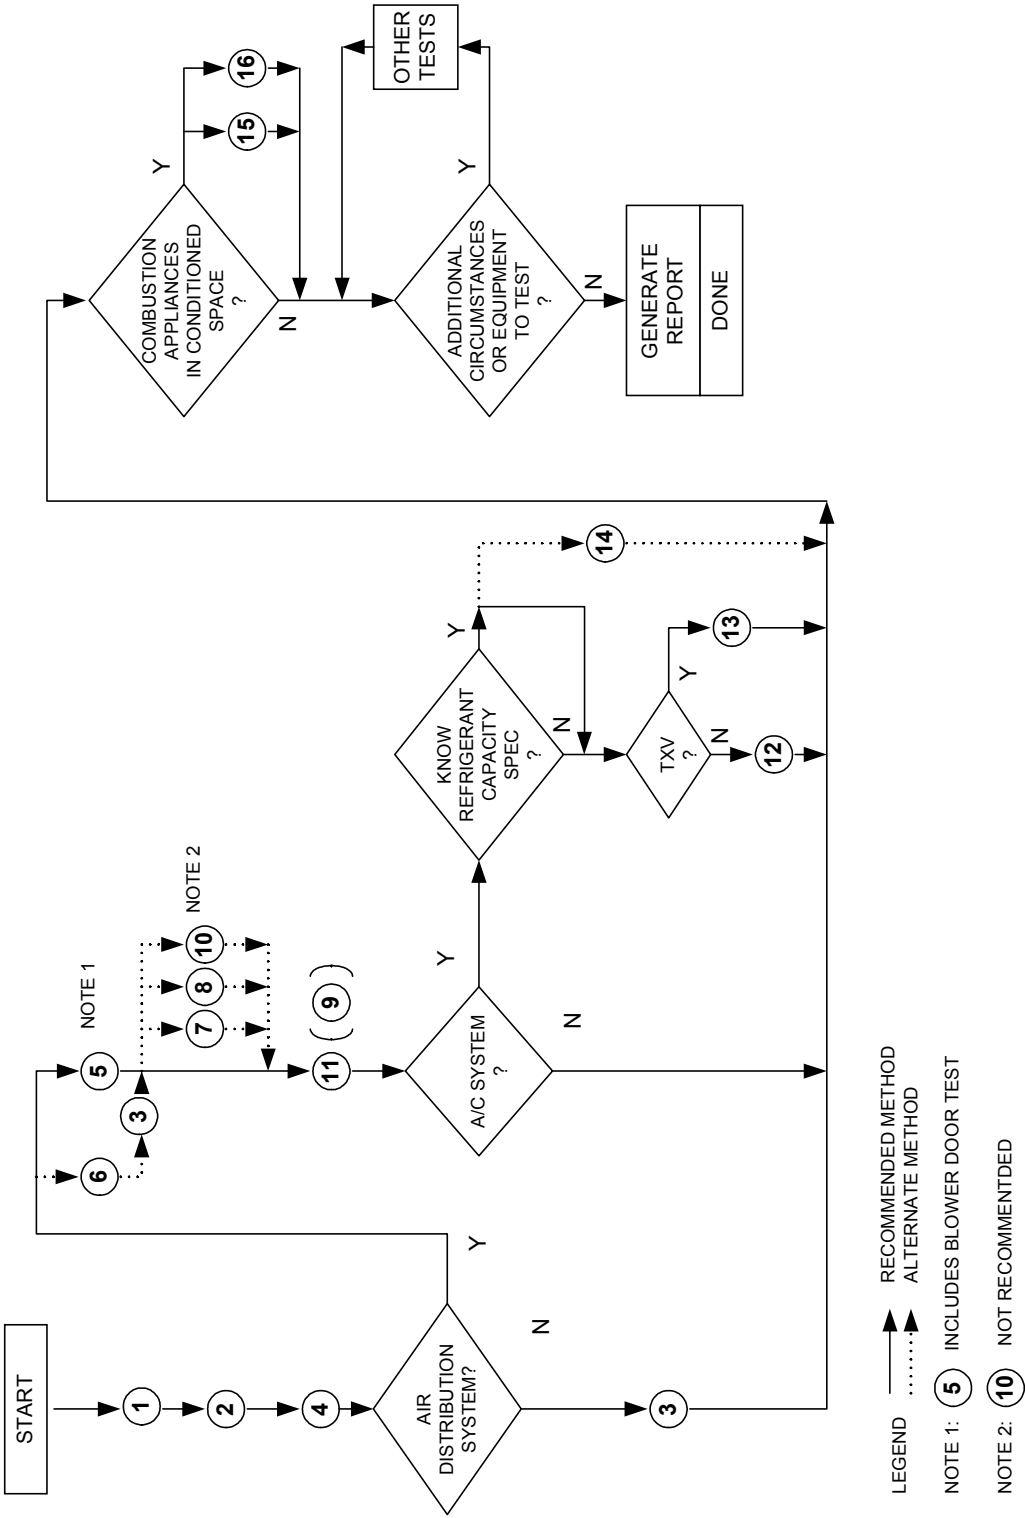 START
1
2
4
AIR
DISTRIBUTION
SYSTEM?
Y
N
3
6
3
5
NOTE 1
7
8
10
NOTE 2
11
( 9 )
A/C SYSTEM
?
Y
N
KNOW
REFRIGERANT
CAPACITY
SPEC
?
Y
N
14
TXV
?
Y
N
13
12
COMBUSTION
APPLIANCES
IN CONDITIONED
SPACE
?
Y
N
15
16
ADDITIONAL
CIRCUMSTANCES
OR EQUIPMENT
TO TEST
?
Y
N
OTHER
TESTS
GENERATE
REPORT
DONE
LEGEND
RECOMMENDED METHOD
ALTERNATE METHOD
NOTE 1: 5 INCLUDES BLOWER DOOR TEST
NOTE 2: 10 NOT RECOMMENTDED